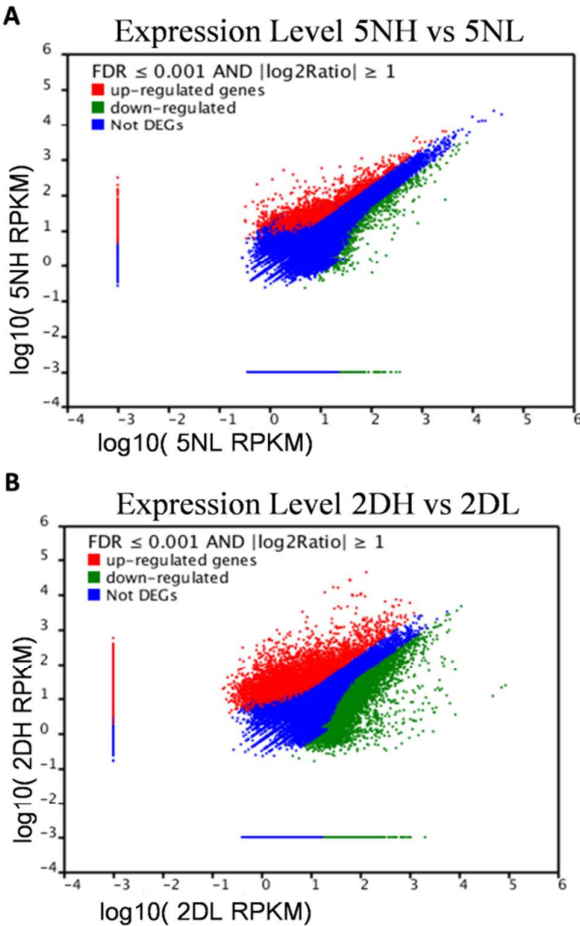 A
Expression Level 5NH vs 5NL
FDR ≤ 0.001 AND |log2Ratio| ≥ 1
up-regulated genes
down-regulated
Not DEGs
6
5
4
3
2
1
0
−1
−2
−3
−4
log10( 5NH RPKM)
−4 −3 −2 −1 0 1 2 3 4 5 6
log10( 5NL RPKM)
B
Expression Level 2DH vs 2DL
FDR ≤ 0.001 AND |log2Ratio| ≥ 1
up-regulated genes
down-regulated
Not DEGs
6
5
4
3
2
1
0
−1
−2
−3
−4
log10( 2DH RPKM)
−4 −3 −2 −1 0 1 2 3 4 5 6
log10( 2DL RPKM)